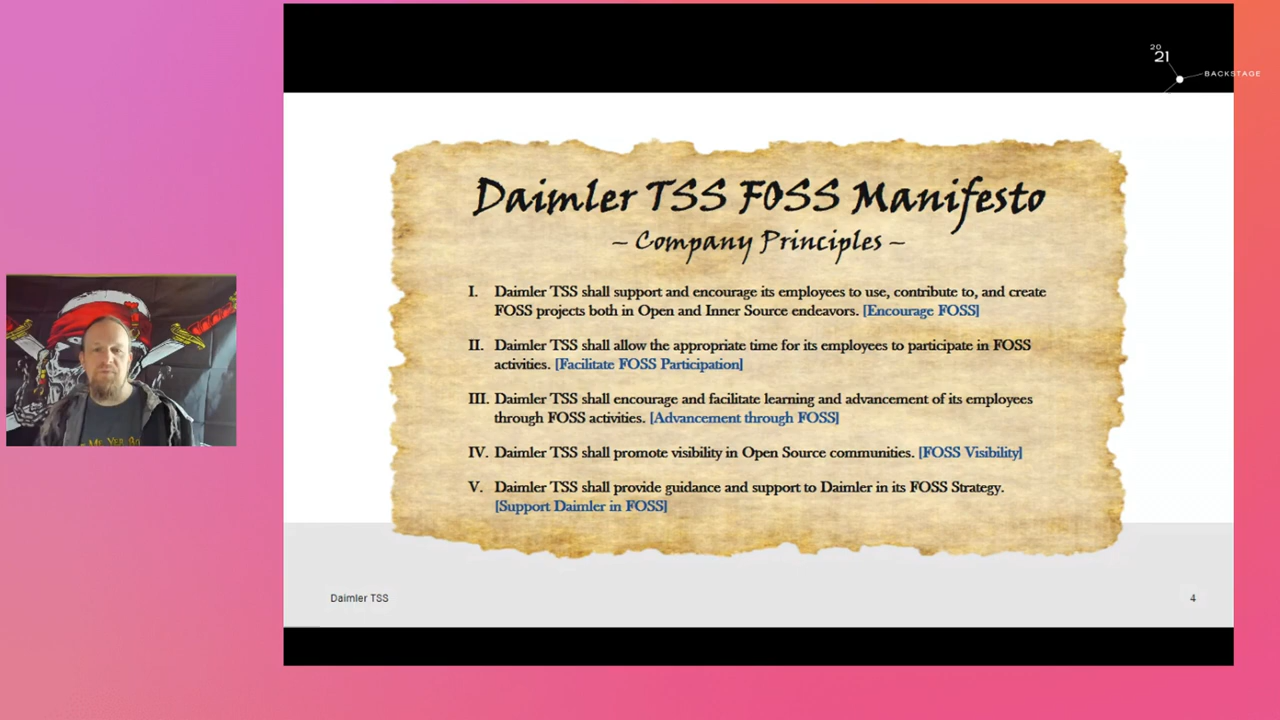 20
21
BACKSTAGE
Daimler TSS FOSS Manifesto
~ Company Principles ~
I. Daimler TSS shall support and encourage its employees to use, contribute to, and create
FOSS projects both in Open and Inner Source endeavors. [Encourage FOSS]
II. Daimler TSS shall allow the appropriate time for its employees to participate in FOSS
activities. [Facilitate FOSS Participation]
III. Daimler TSS shall encourage and facilitate learning and advancement of its employees
through FOSS activities. [Advancement through FOSS]
IV. Daimler TSS shall promote visibility in Open Source communities. [FOSS Visibility]
V. Daimler TSS shall provide guidance and support to Daimler in its FOSS Strategy.
[Support Daimler in FOSS]
Daimler TSS
4